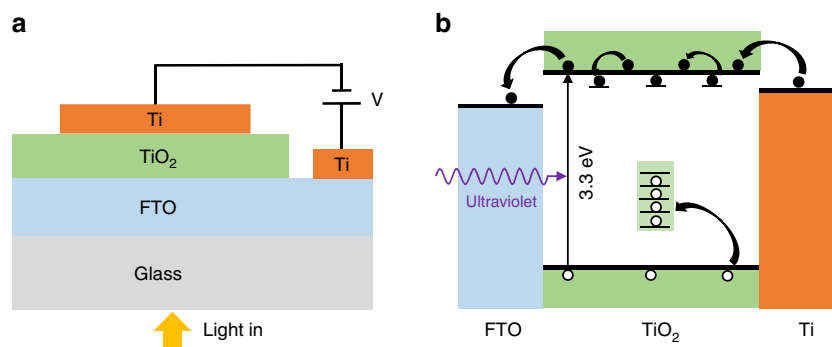 a
Ti
V
TiO₂
Ti
FTO
Glass
Light in
b
3.3 eV
Ultraviolet
FTO
TiO₂
Ti